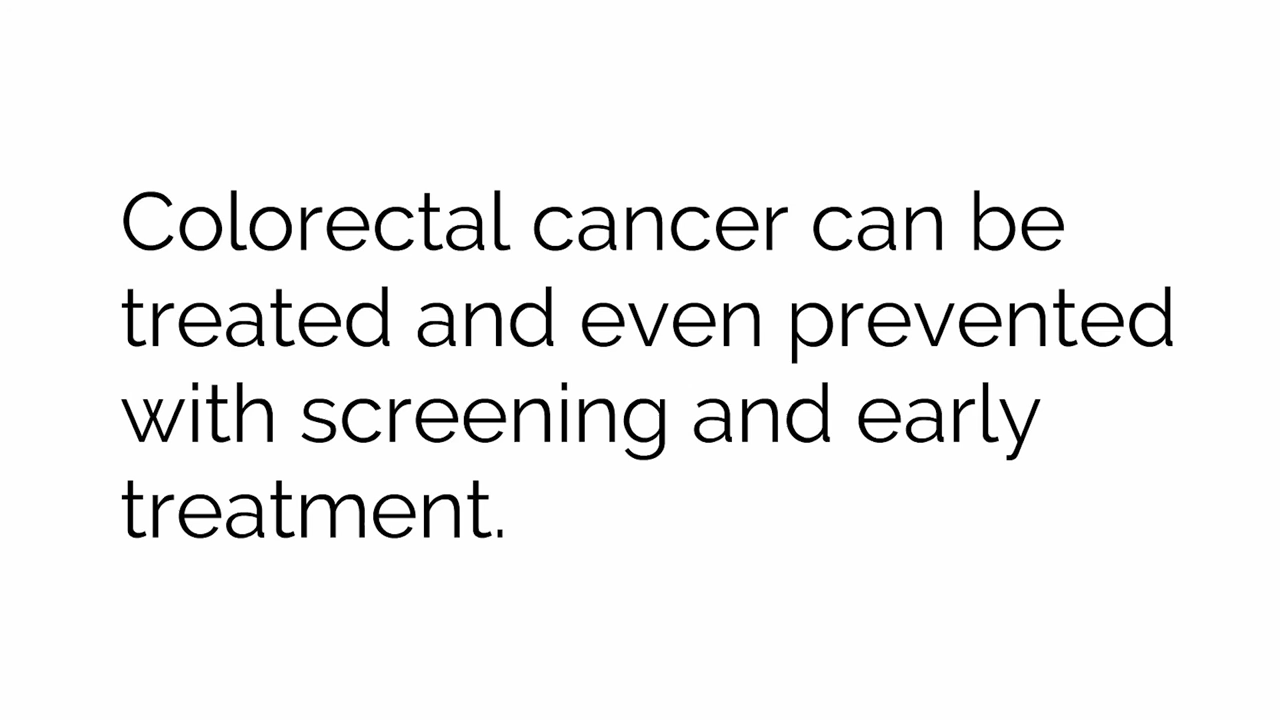 Colorectal cancer can be
treated and even prevented
with screening and early
treatment.